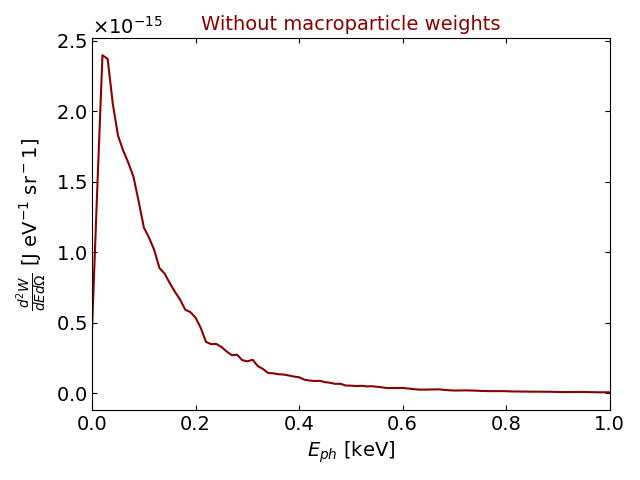 ×10⁻¹⁵ Without macroparticle weights
2.5
2.0
1.5
1.0
0.5
0.0
d²W/dEdΩ [J eV⁻¹ sr⁻1]
0.0 0.2 0.4 0.6 0.8 1.0
E_ph [keV]